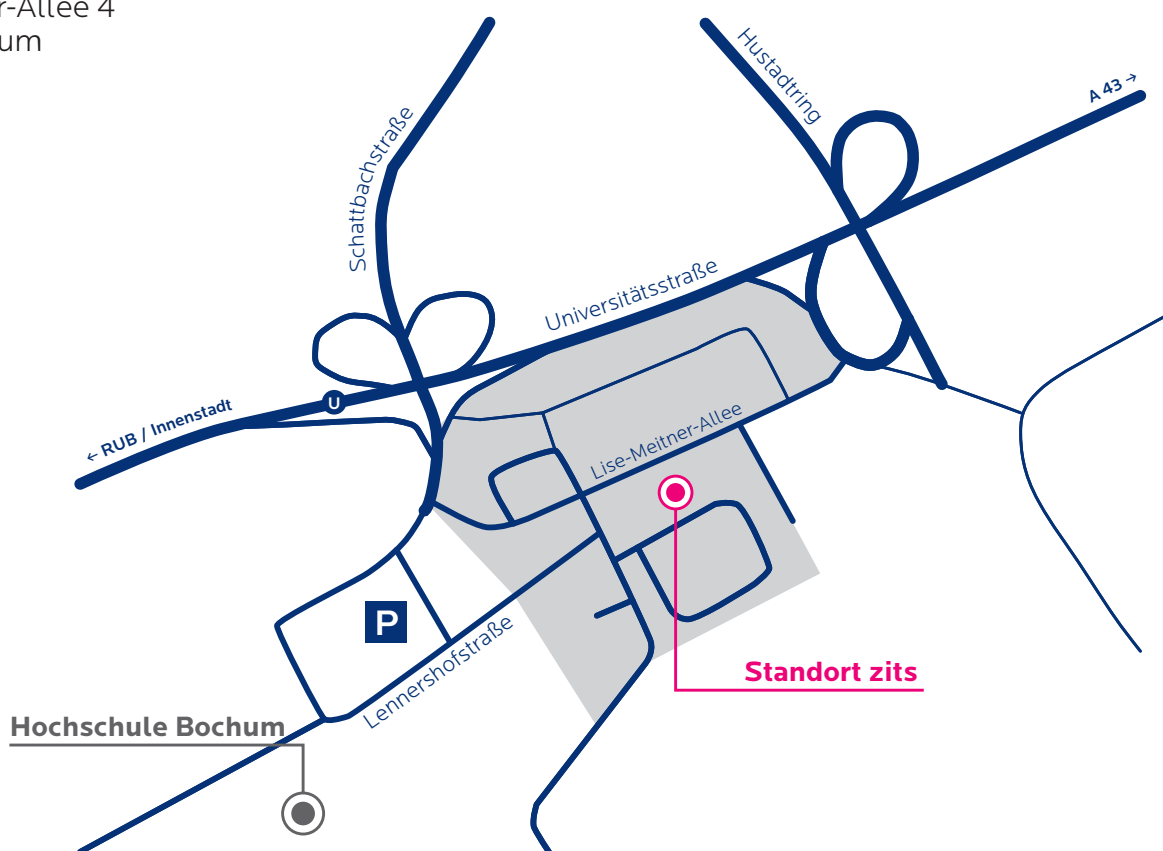 r-Allee 4
um
Hustadtring
A 43 →
Schattbachstraße
Universitätsstraße
← RUB / Innenstadt
U
Lise-Meitner-Allee
P
Lennershofstraße
Standort zits
Hochschule Bochum